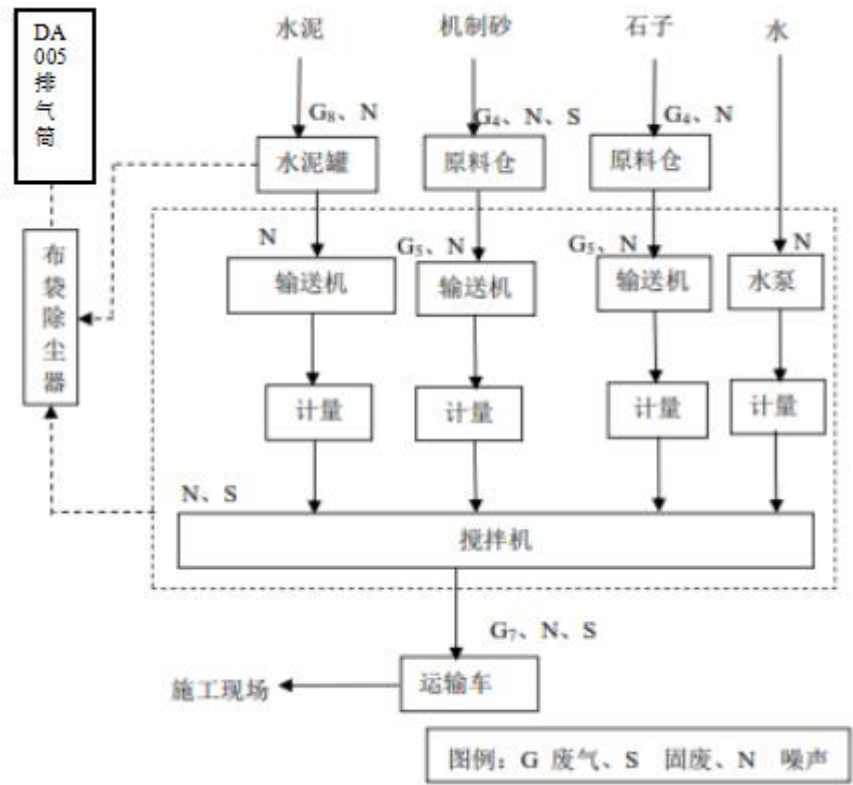 DA
005
排
气
筒
水泥
机制砂
石子
水
G₈、N
G₄、N、S
G₄、N
水泥罐
原料仓
原料仓
N
G₅、N
G₅、N
N
布
袋
除
尘
器
输送机
输送机
输送机
水泵
计量
计量
计量
计量
N、S
搅拌机
G₇、N、S
施工现场
运输车
图例：G 废气、S 固废、N 噪声